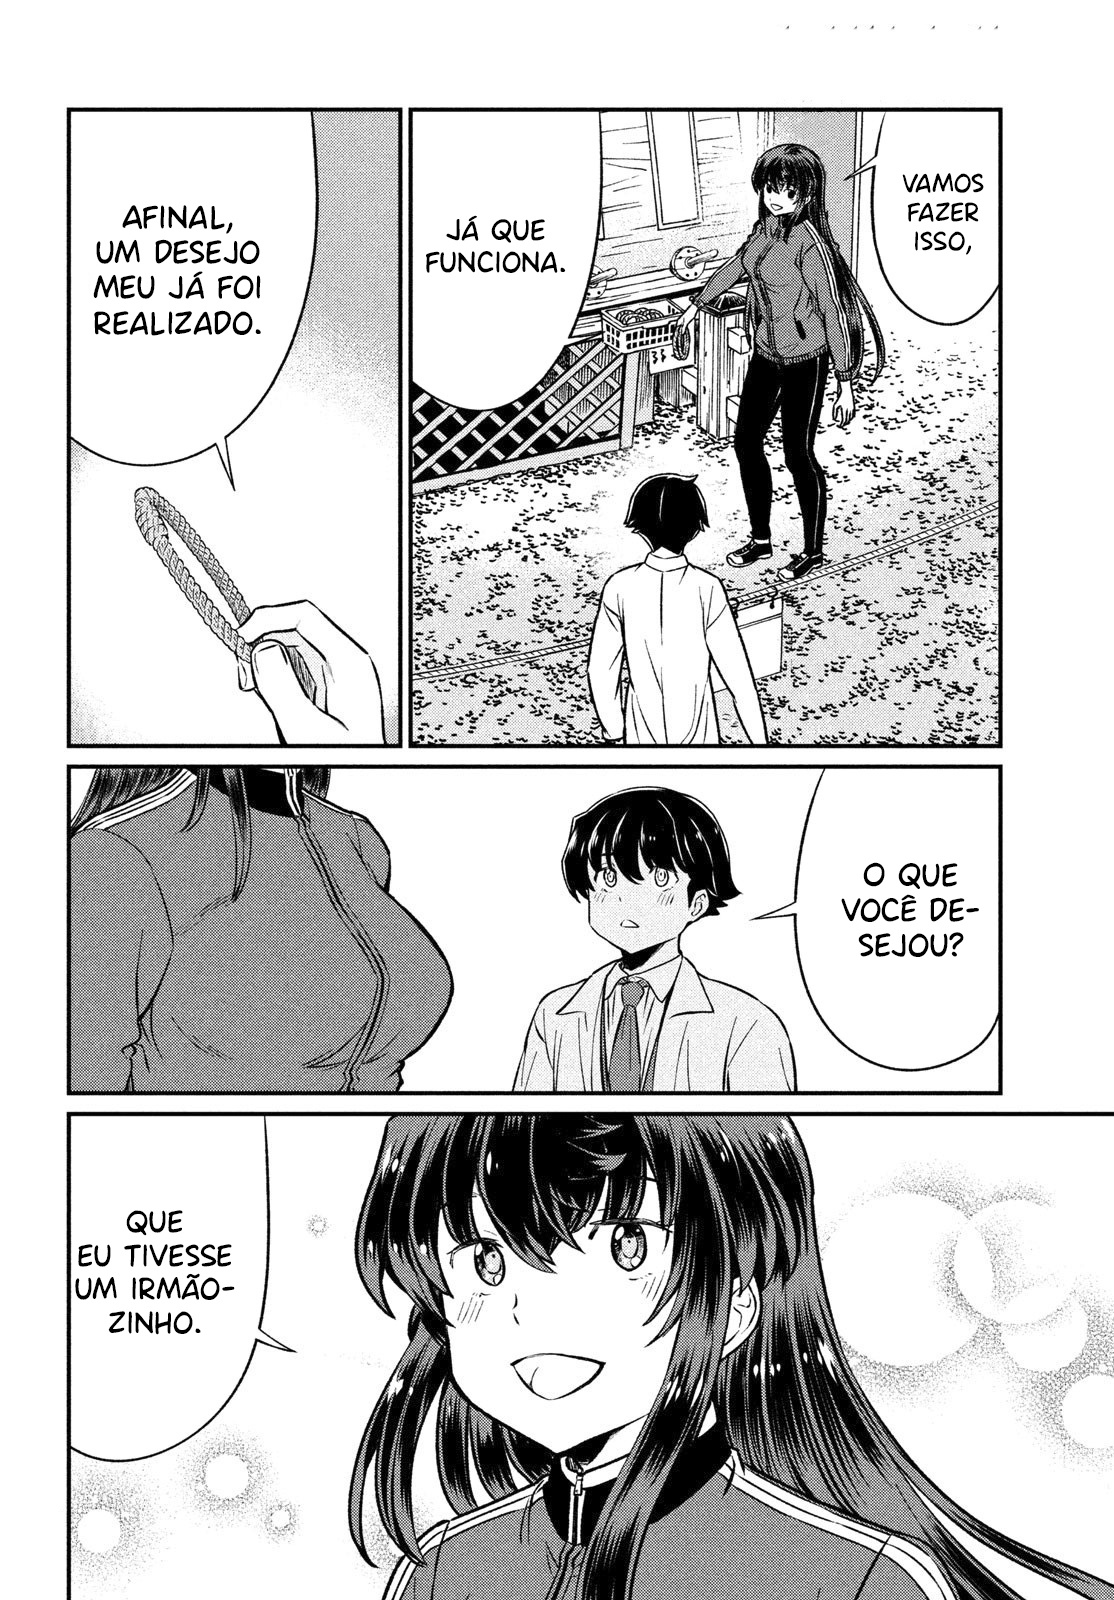 VAMOS
FAZER
ISSO,
JÁ QUE
FUNCIONA.
AFINAL,
UM DESEJO
MEU JÁ FOI
REALIZADO.
O QUE
VOCÊ DE-
SEJOU?
QUE
EU TIVESSE
UM IRMÃO-
ZINHO.